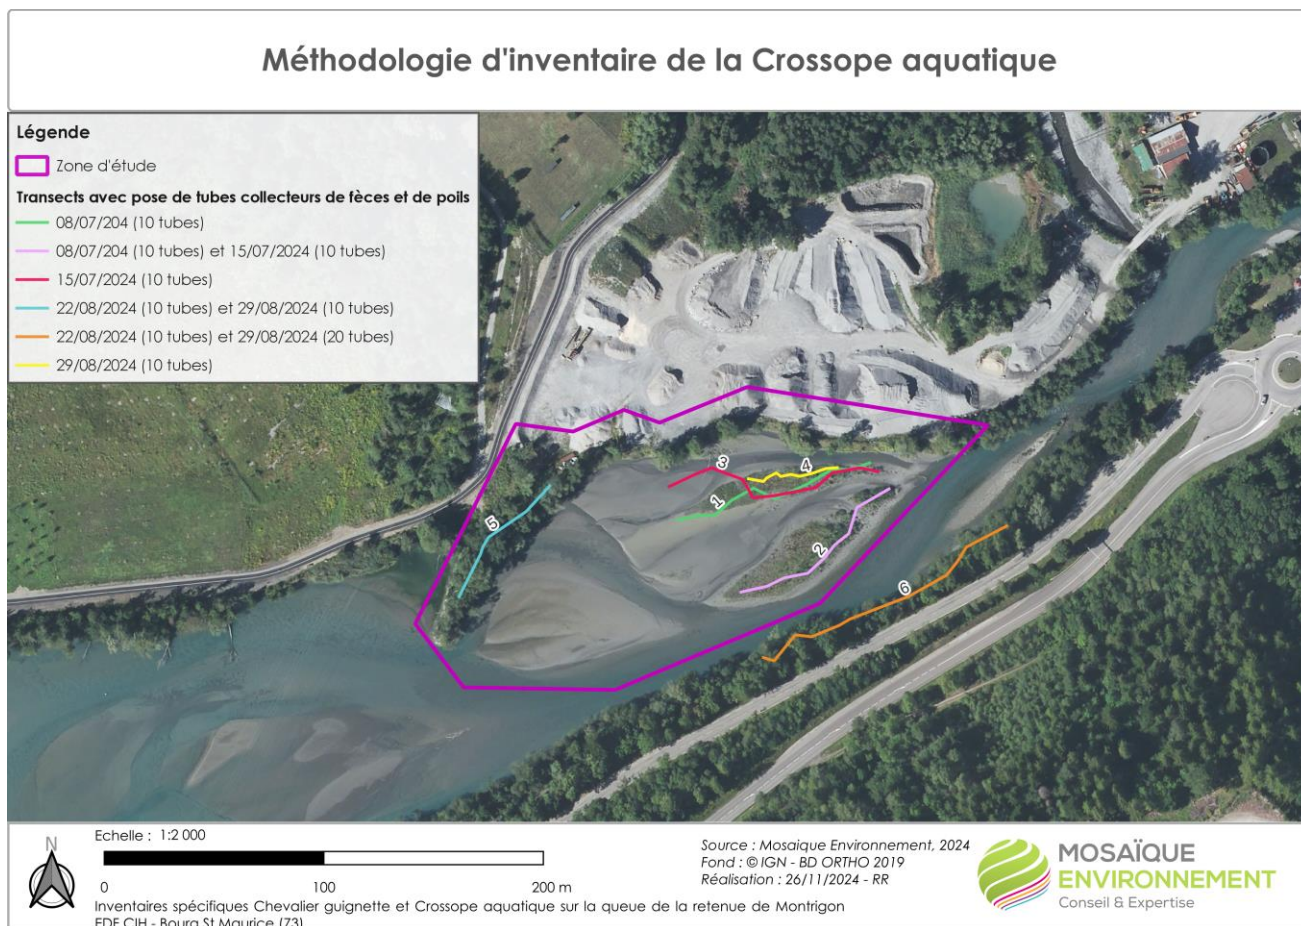 Méthodologie d'inventaire de la Crossope aquatique
Légende
Zone d'étude
Transects avec pose de tubes collecteurs de fèces et de poils
08/07/204 (10 tubes)
08/07/204 (10 tubes) et 15/07/2024 (10 tubes)
15/07/2024 (10 tubes)
22/08/2024 (10 tubes) et 29/08/2024 (10 tubes)
22/08/2024 (10 tubes) et 29/08/2024 (20 tubes)
29/08/2024 (10 tubes)
3
4
1
5
2
6
N
Echelle : 1:2 000
0 100 200 m
Inventaires spécifiques Chevalier guignette et Crossope aquatique sur la queue de la retenue de Montrigon
EDF CIH - Bourg St Maurice (73)
Source : Mosaique Environnement, 2024
Fond : © IGN - BD ORTHO 2019
Réalisation : 26/11/2024 - RR
MOSAÏQUE
ENVIRONNEMENT
Conseil & Expertise